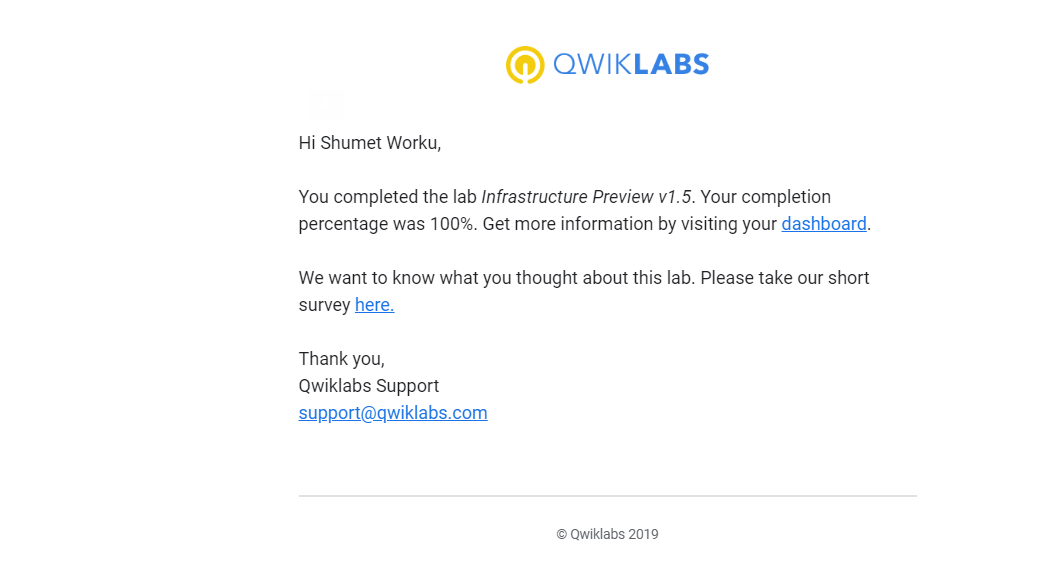 QWIKLABS
Hi Shumet Worku,
You completed the lab Infrastructure Preview v1.5. Your completion
percentage was 100%. Get more information by visiting your dashboard.
We want to know what you thought about this lab. Please take our short
survey here.
Thank you,
Qwiklabs Support
support@qwiklabs.com
© Qwiklabs 2019